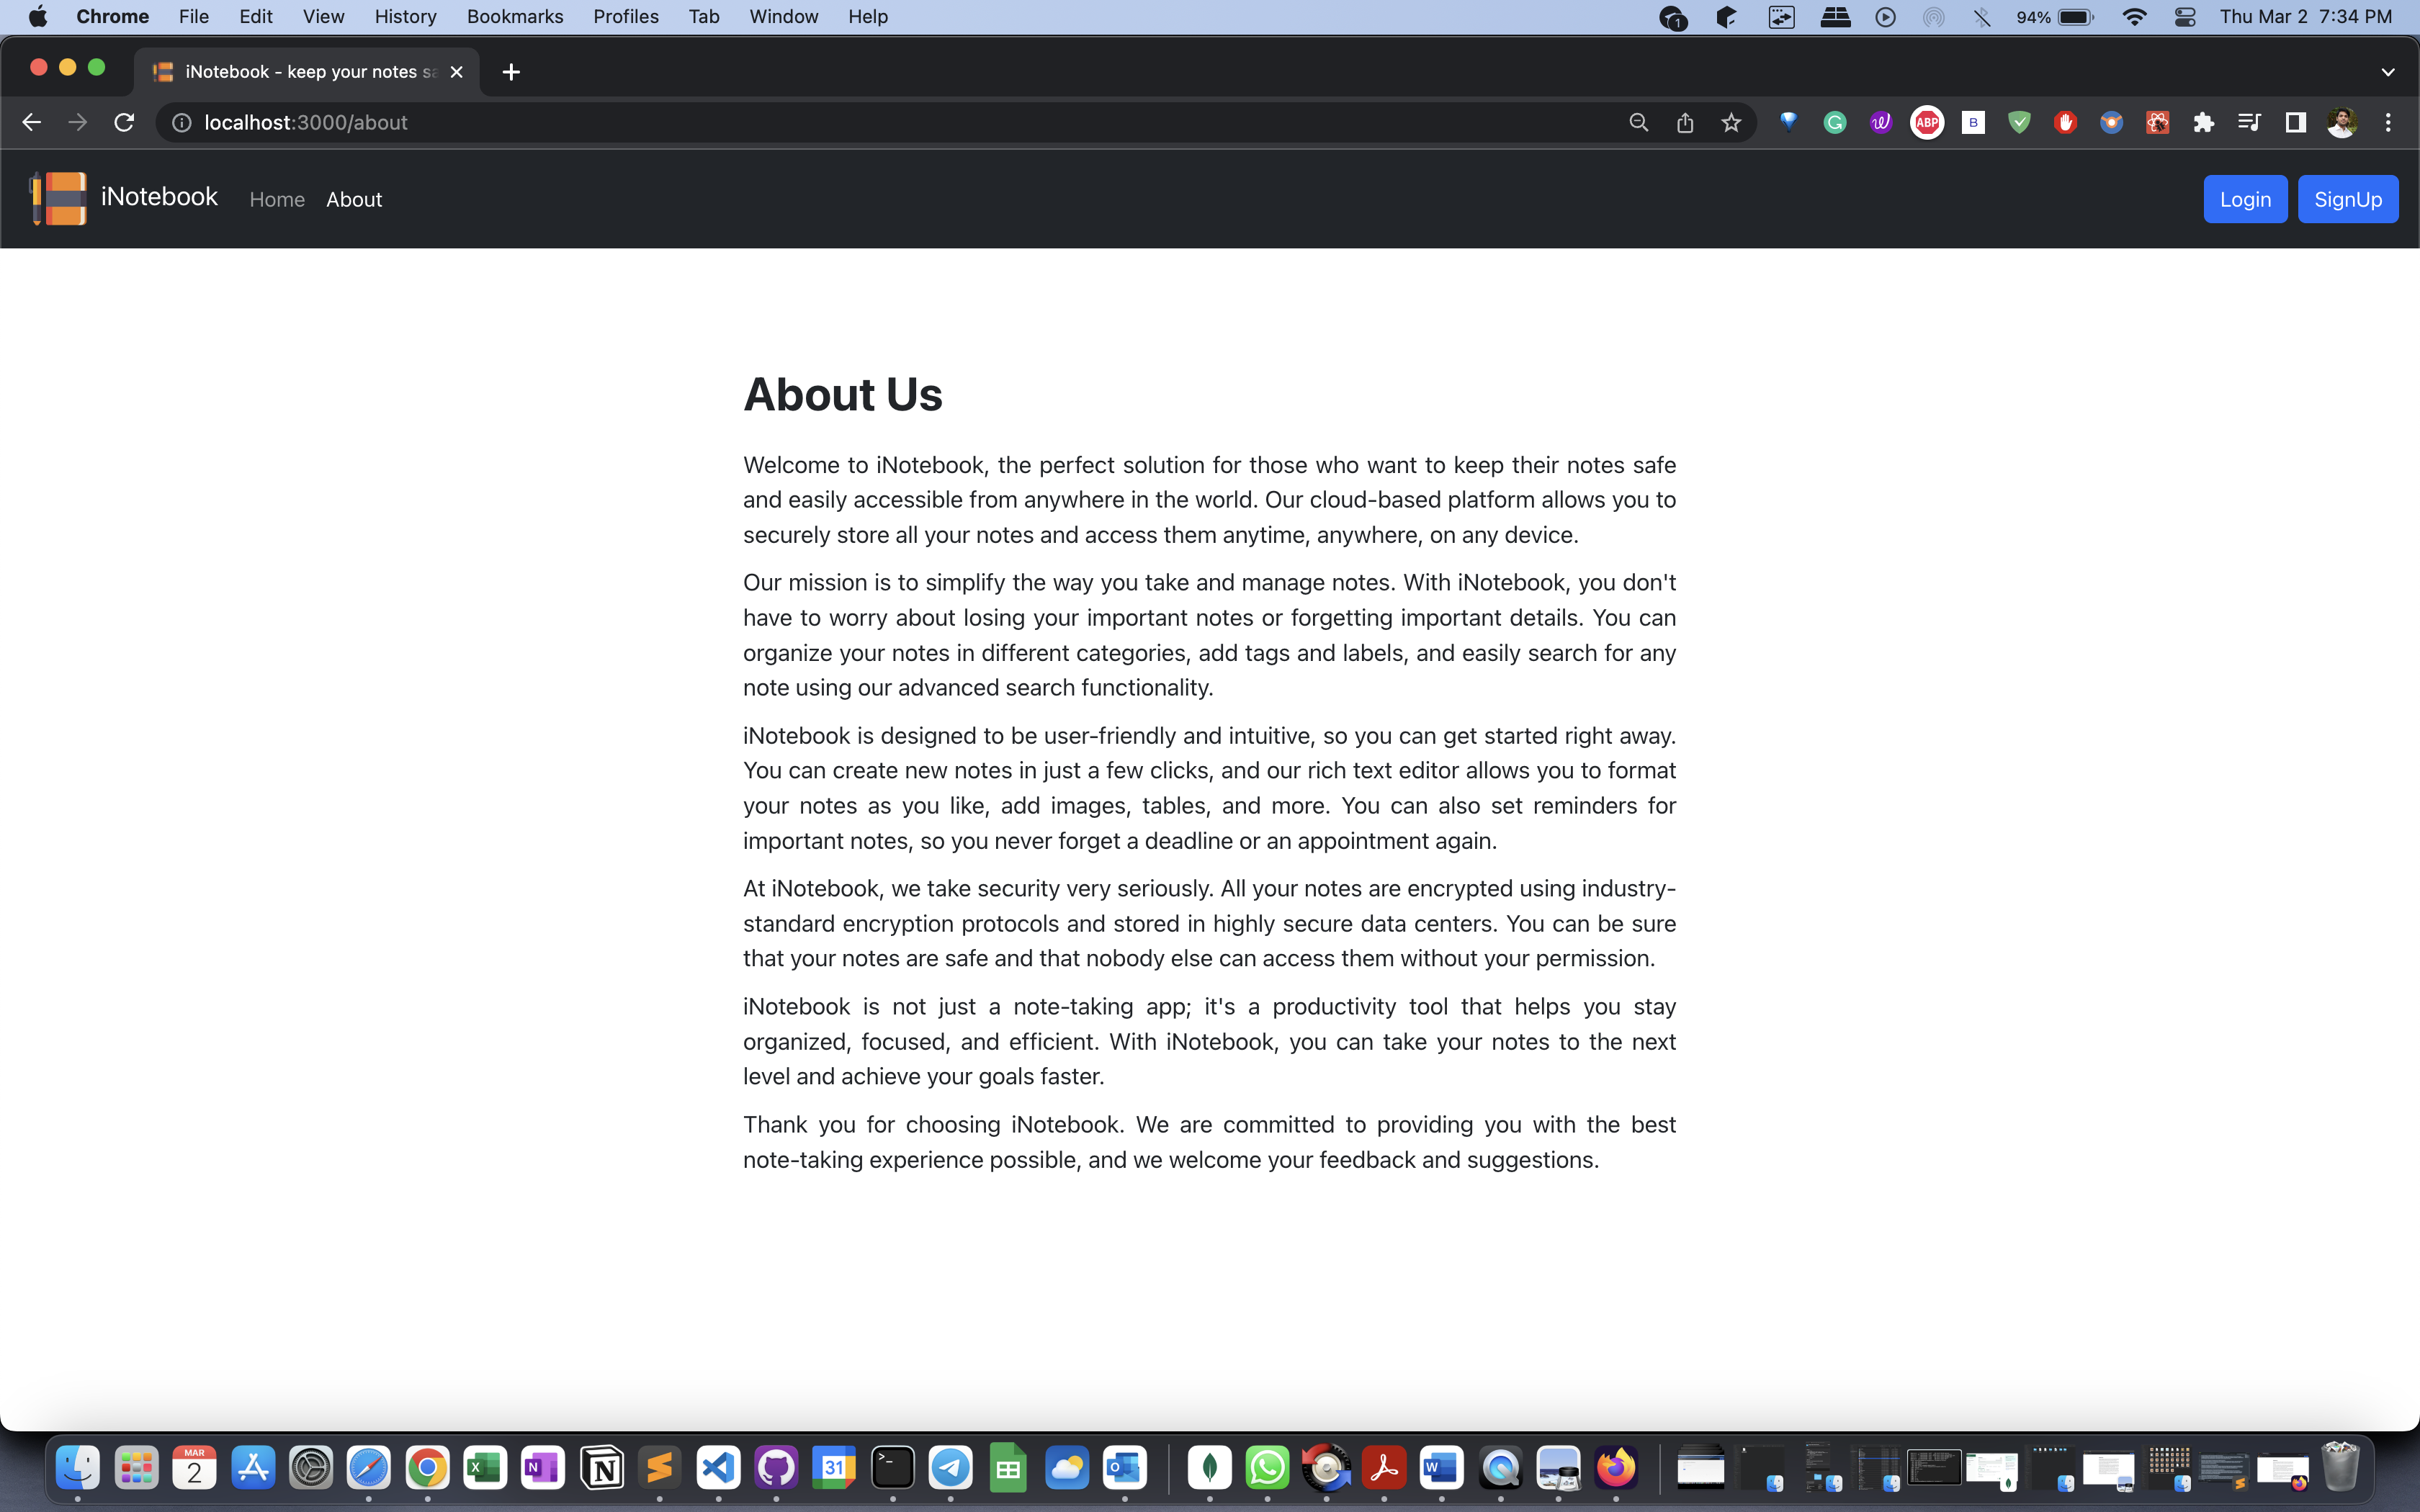 Chrome File Edit View History Bookmarks Profiles Tab Window Help 1 94% Thu Mar 2 7:34 PM
iNotebook - keep your notes sa
localhost:3000/about ABP B
iNotebook Home About Login SignUp
About Us
Welcome to iNotebook, the perfect solution for those who want to keep their notes safe
and easily accessible from anywhere in the world. Our cloud-based platform allows you to
securely store all your notes and access them anytime, anywhere, on any device.
Our mission is to simplify the way you take and manage notes. With iNotebook, you don't
have to worry about losing your important notes or forgetting important details. You can
organize your notes in different categories, add tags and labels, and easily search for any
note using our advanced search functionality.
iNotebook is designed to be user-friendly and intuitive, so you can get started right away.
You can create new notes in just a few clicks, and our rich text editor allows you to format
your notes as you like, add images, tables, and more. You can also set reminders for
important notes, so you never forget a deadline or an appointment again.
At iNotebook, we take security very seriously. All your notes are encrypted using industry-
standard encryption protocols and stored in highly secure data centers. You can be sure
that your notes are safe and that nobody else can access them without your permission.
iNotebook is not just a note-taking app; it's a productivity tool that helps you stay
organized, focused, and efficient. With iNotebook, you can take your notes to the next
level and achieve your goals faster.
Thank you for choosing iNotebook. We are committed to providing you with the best
note-taking experience possible, and we welcome your feedback and suggestions.
MAR
2 X N N 31 >_ O W